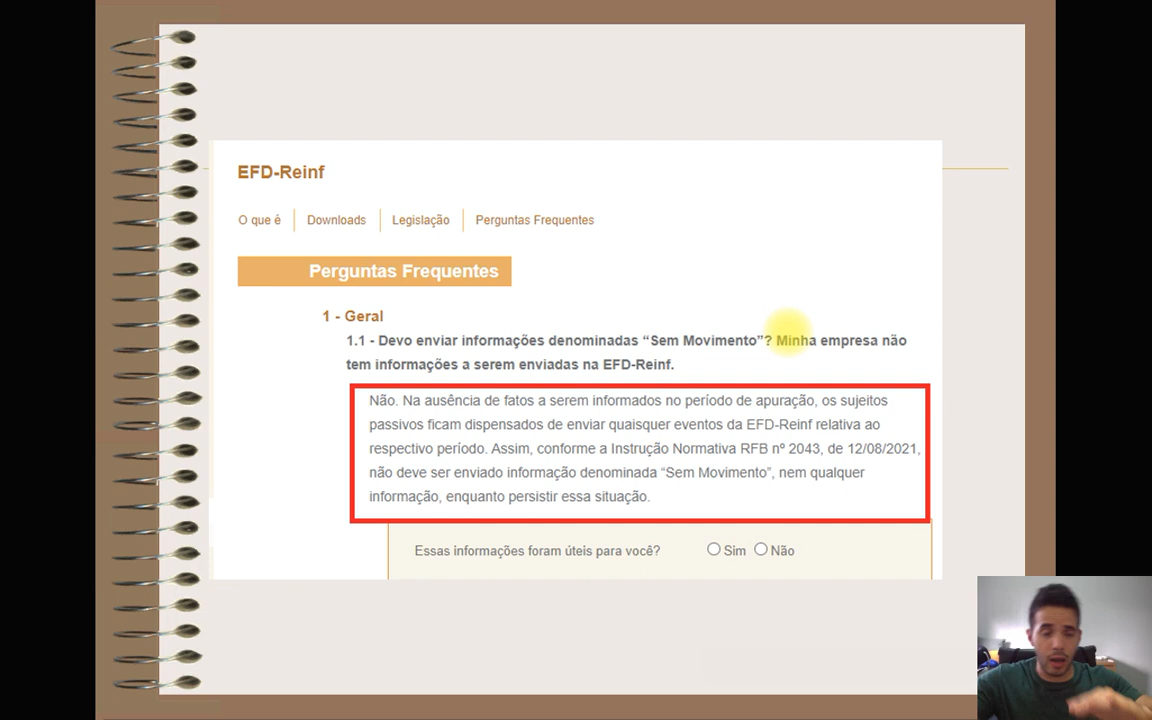 EFD-Reinf
O que é
Downloads
Legislação
Perguntas Frequentes
Perguntas Frequentes
1 - Geral
1.1 - Devo enviar informações denominadas “Sem Movimento”? Minha empresa não
tem informações a serem enviadas na EFD-Reinf.
Não. Na ausência de fatos a serem informados no período de apuração, os sujeitos
passivos ficam dispensados de enviar quaisquer eventos da EFD-Reinf relativa ao
respectivo período. Assim, conforme a Instrução Normativa RFB nº 2043, de 12/08/2021,
não deve ser enviado informação denominada “Sem Movimento”, nem qualquer
informação, enquanto persistir essa situação.
Essas informações foram úteis para você?
Sim
Não